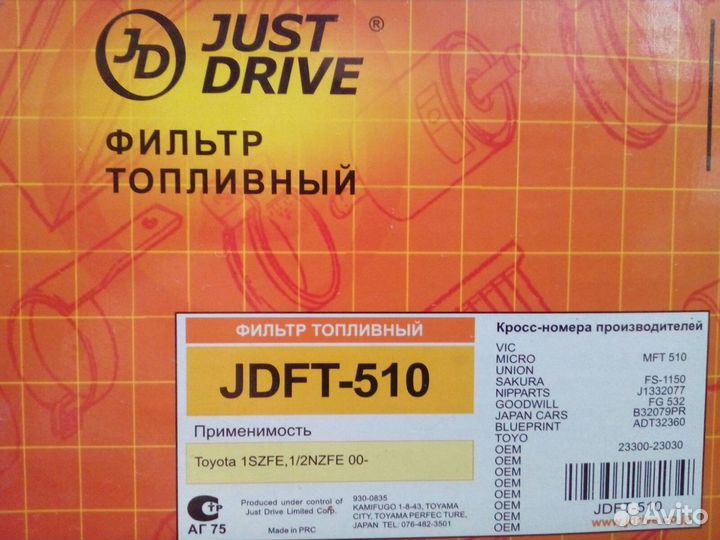 JD JUST DRIVE ®
ФИЛЬТР
ТОПЛИВНЫЙ
ФИЛЬТР ТОПЛИВНЫЙ
JDFT-510
Применимость
Toyota 1SZFE,1/2NZFE 00-
АГ 75
Produced under control of
Just Drive Limited Corp.
Made in PRC
930-0835
KAMIFUGO 1-8-43, TOYAMA
CITY, TOYAMA PERFEC TURE,
JAPAN TEL: 076-482-3501
Кросс-номера производителей
VIC
MICRO MFT 510
UNION
SAKURA FS-1150
NIPPARTS J1332077
GOODWILL FG 532
JAPAN CARS B32079PR
BLUEPRINT ADT32360
TOYO
OEM 23300-23030
OEM
OEM
OEM
OEM
OEM
OEM
JDFT-510
Avito